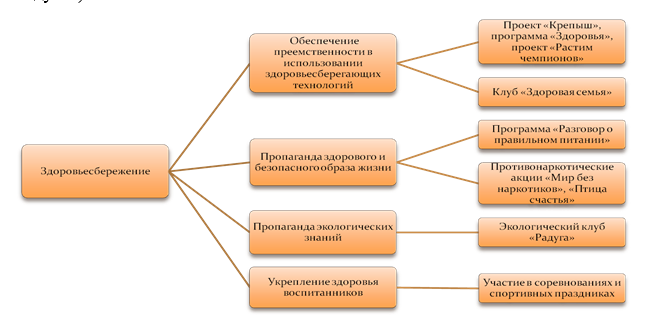 Здоровьесбережение
Обеспечение
преемственности в
использовании
здоровьесберегающих
технологий
Проект «Крепыш»,
программа «Здоровья»,
проект «Растим
чемпионов»
Клуб «Здоровая семья»
Пропаганда здорового и
безопасного образа жизни
Программа «Разговор о
правильном питании»
Противонаркотические
акции «Мир без
наркотиков», «Птица
счастья»
Пропаганда экологических
знаний
Экологический клуб
«Радуга»
Укрепление здоровья
воспитанников
Участие в соревнованиях и
спортивных праздниках